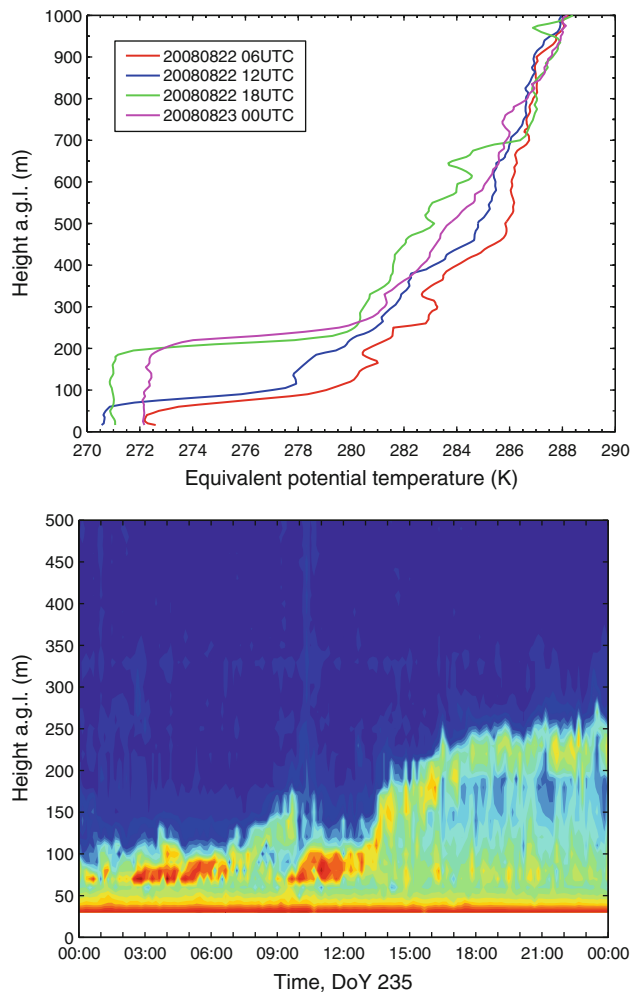 1000
900
800
700
600
500
400
300
200
100
0
Height a.g.l. (m)
20080822 06UTC
20080822 12UTC
20080822 18UTC
20080823 00UTC
270 272 274 276 278 280 282 284 286 288 290
Equivalent potential temperature (K)
500
450
400
350
300
250
200
150
100
50
0
Height a.g.l. (m)
00:00 03:00 06:00 09:00 12:00 15:00 18:00 21:00 00:00
Time, DoY 235